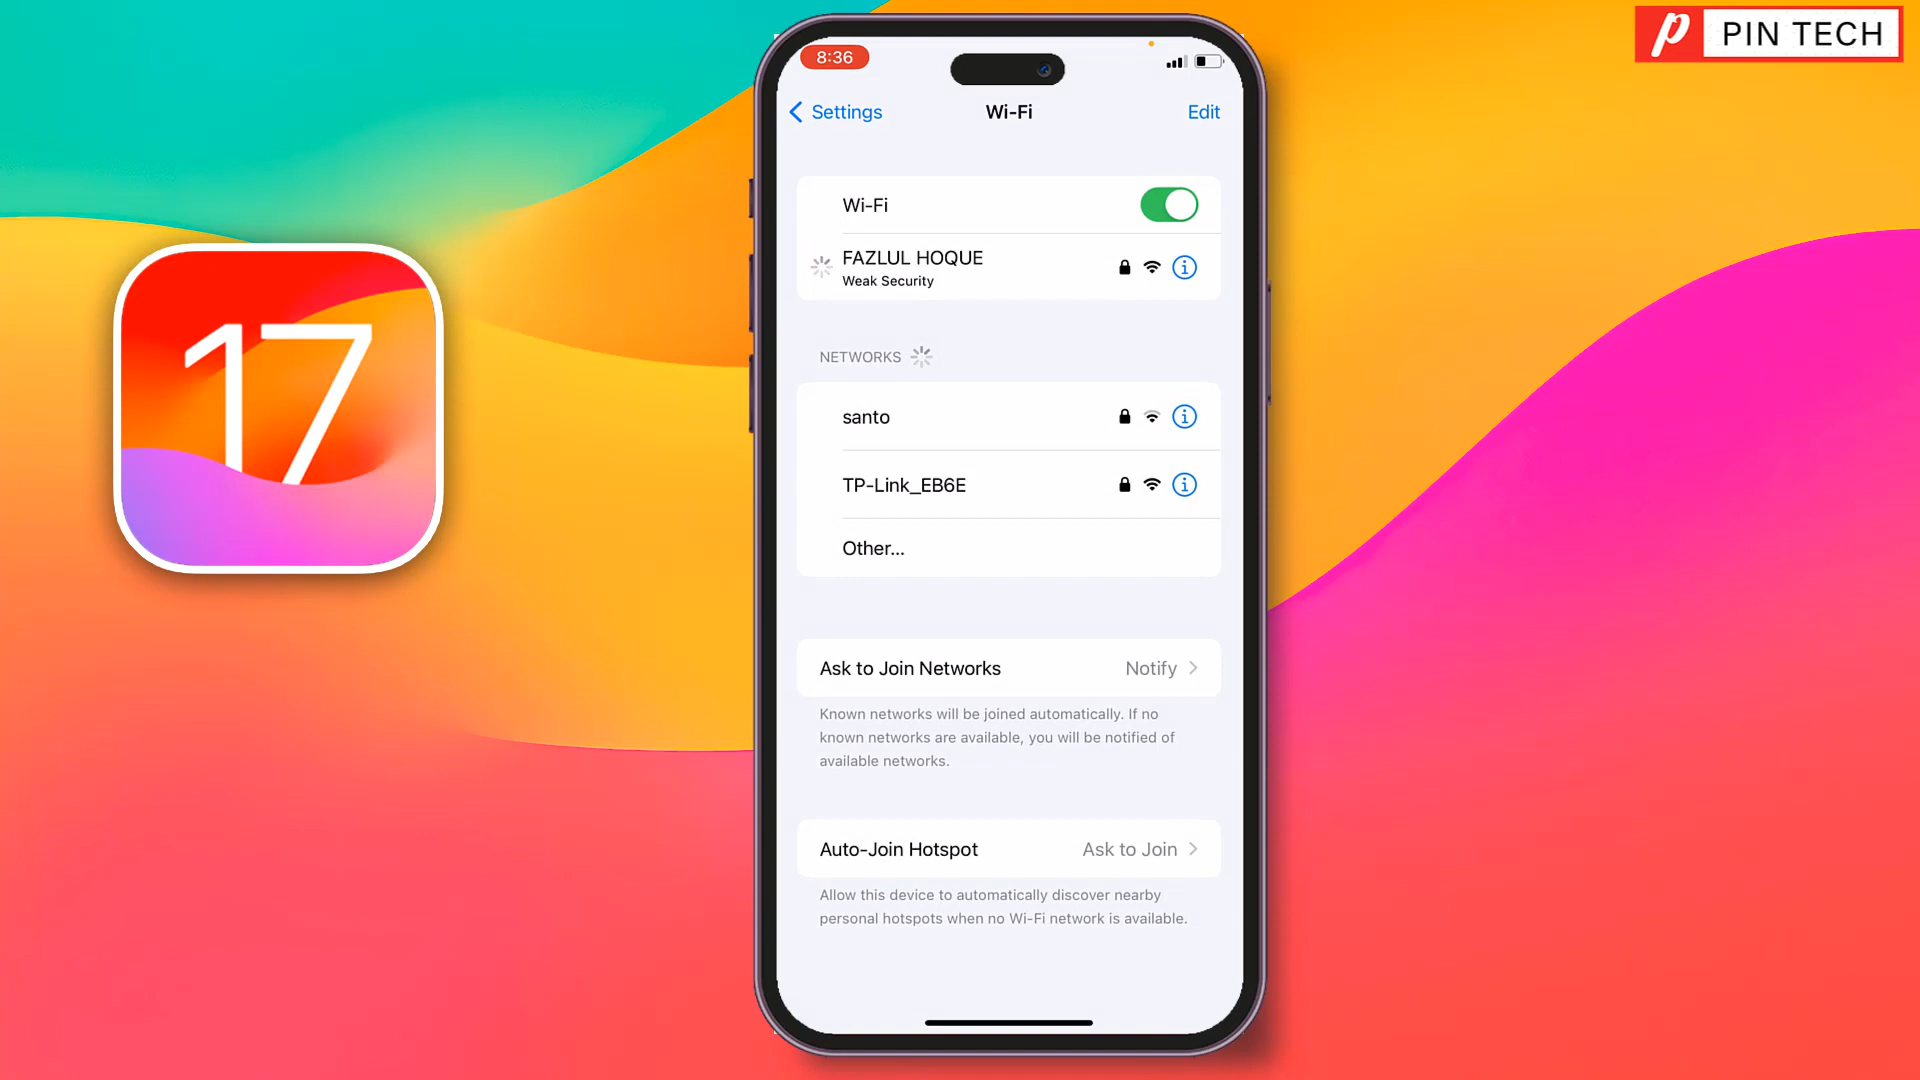 P PIN TECH
8:36
Settings
Wi-Fi
Edit
Wi-Fi
FAZLUL HOQUE
Weak Security
NETWORKS
santo
TP-Link_EB6E
Other...
Ask to Join Networks
Notify
Known networks will be joined automatically. If no
known networks are available, you will be notified of
available networks.
Auto-Join Hotspot
Ask to Join
Allow this device to automatically discover nearby
personal hotspots when no Wi-Fi network is available.
17